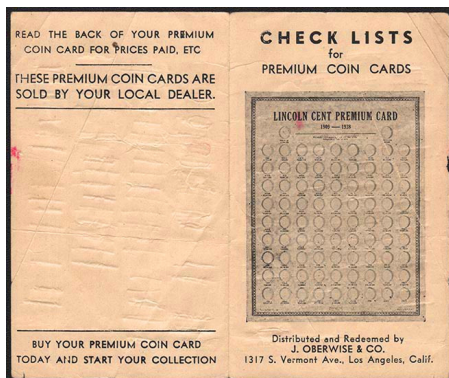 READ THE BACK OF YOUR PREMIUM
COIN CARD FOR PRICES PAID, ETC
THESE PREMIUM COIN CARDS ARE
SOLD BY YOUR LOCAL DEALER.
BUY YOUR PREMIUM COIN CARD
TODAY AND START YOUR COLLECTION
CHECK LISTS
for
PREMIUM COIN CARDS
LINCOLN CENT PREMIUM CARD
1909 — 1939
Distributed and Redeemed by
J. OBERWISE & CO.
1317 S. Vermont Ave., Los Angeles, Calif.